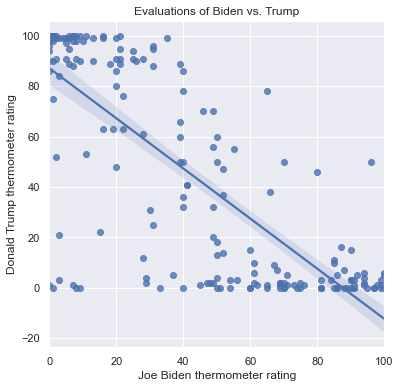 Evaluations of Biden vs. Trump
Donald Trump thermometer rating
100
80
60
40
20
0
−20
0 20 40 60 80 100
Joe Biden thermometer rating